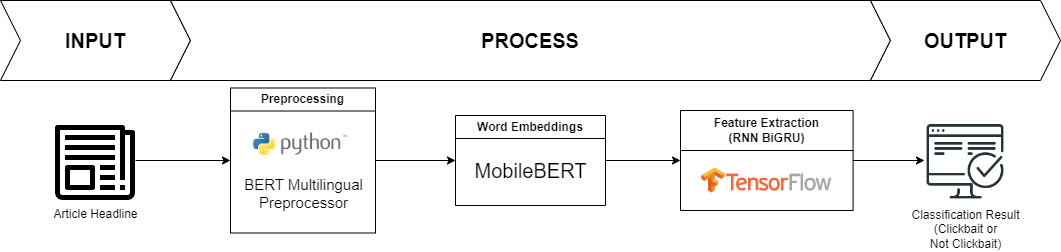 INPUT
PROCESS
OUTPUT
Preprocessing
python™
BERT Multilingual
Preprocessor
Word Embeddings
MobileBERT
Feature Extraction
(RNN BiGRU)
TensorFlow
Article Headline
Classification Result
(Clickbait or
Not Clickbait)